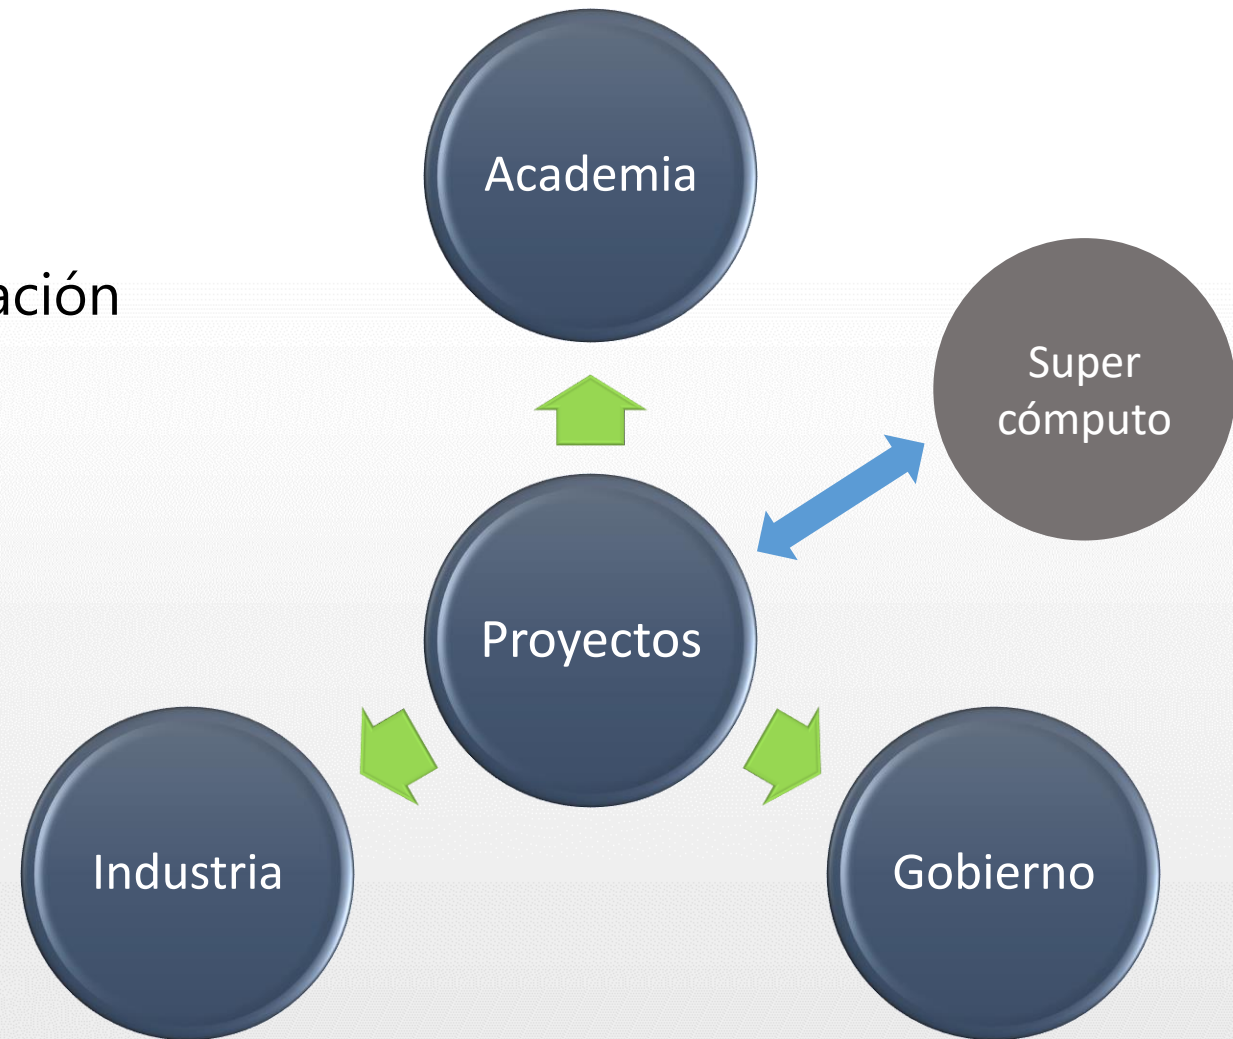 Academia
ación
Super
cómputo
Proyectos
Industria
Gobierno